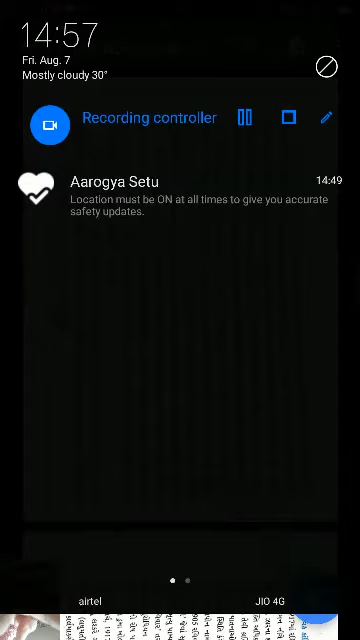 14:57
Fri. Aug. 7
Mostly cloudy 30°
Recording controller
Aarogya Setu 14:49
Location must be ON at all times to give you accurate
safety updates.
airtel JIO 4G